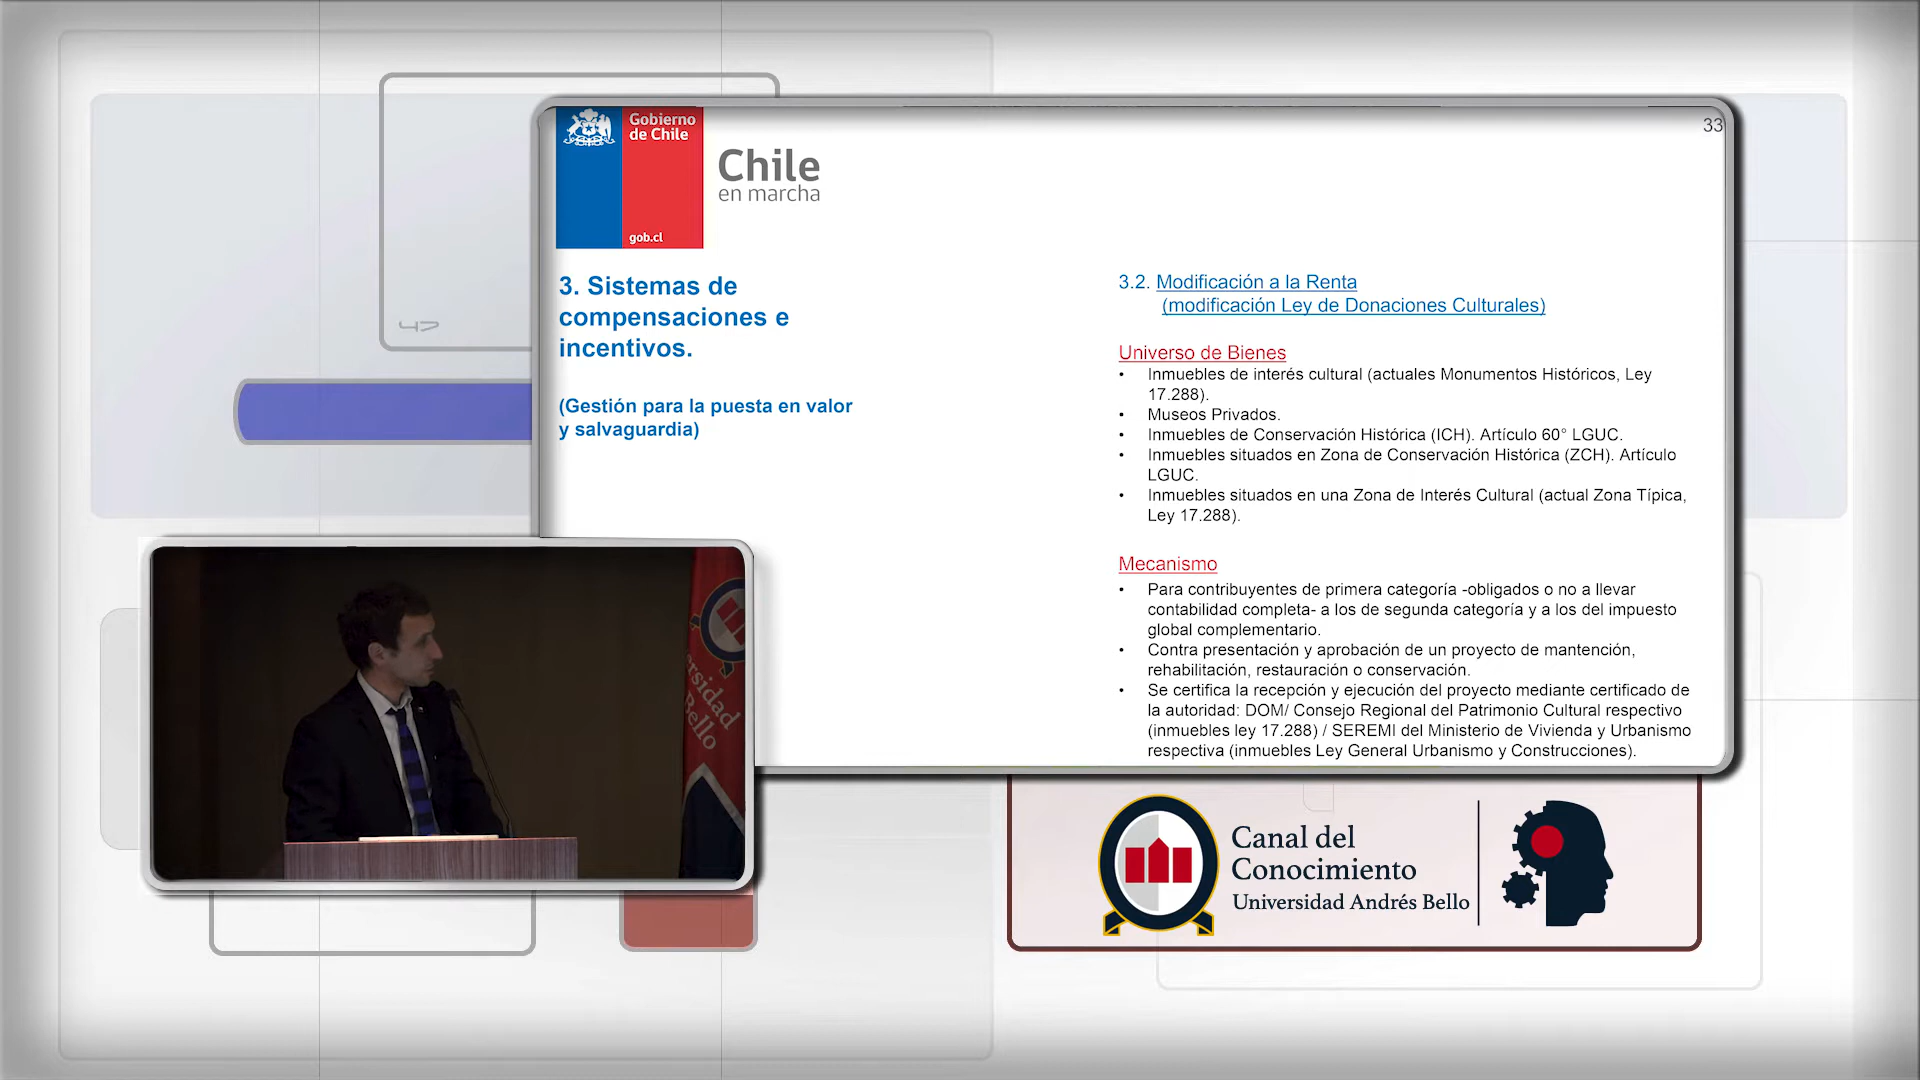 Gobierno
de Chile
Chile
en marcha
gob.cl
33
3. Sistemas de
compensaciones e
incentivos.
(Gestión para la puesta en valor
y salvaguardia)
3.2. Modificación a la Renta
(modificación Ley de Donaciones Culturales)
Universo de Bienes
• Inmuebles de interés cultural (actuales Monumentos Históricos, Ley
17.288).
• Museos Privados.
• Inmuebles de Conservación Histórica (ICH). Artículo 60° LGUC.
• Inmuebles situados en Zona de Conservación Histórica (ZCH). Artículo
LGUC.
• Inmuebles situados en una Zona de Interés Cultural (actual Zona Típica,
Ley 17.288).
Mecanismo
• Para contribuyentes de primera categoría -obligados o no a llevar
contabilidad completa- a los de segunda categoría y a los del impuesto
global complementario.
• Contra presentación y aprobación de un proyecto de mantención,
rehabilitación, restauración o conservación.
• Se certifica la recepción y ejecución del proyecto mediante certificado de
la autoridad: DOM/ Consejo Regional del Patrimonio Cultural respectivo
(inmuebles ley 17.288) / SEREMI del Ministerio de Vivienda y Urbanismo
respectiva (inmuebles Ley General Urbanismo y Construcciones).
ersidad
Bello
Canal del
Conocimiento
Universidad Andrés Bello